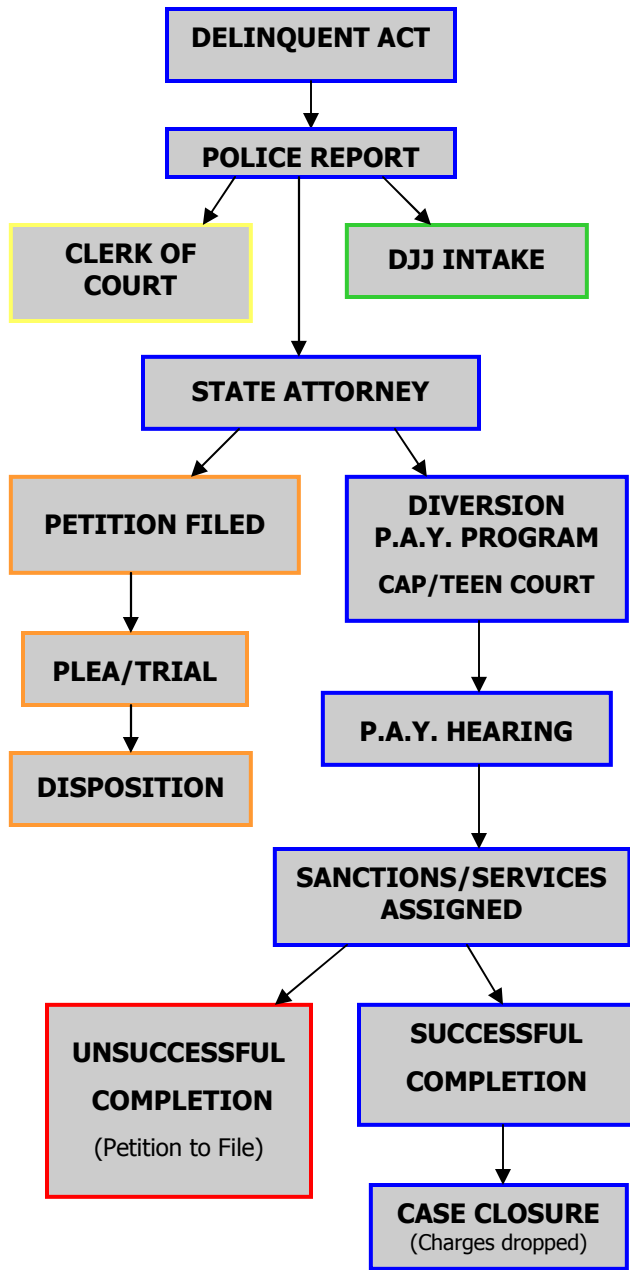 DELINQUENT ACT
POLICE REPORT
CLERK OF
COURT
DJJ INTAKE
STATE ATTORNEY
PETITION FILED
DIVERSION
P.A.Y. PROGRAM
CAP/TEEN COURT
PLEA/TRIAL
P.A.Y. HEARING
DISPOSITION
SANCTIONS/SERVICES
ASSIGNED
UNSUCCESSFUL
COMPLETION
(Petition to File)
SUCCESSFUL
COMPLETION
CASE CLOSURE
(Charges dropped)